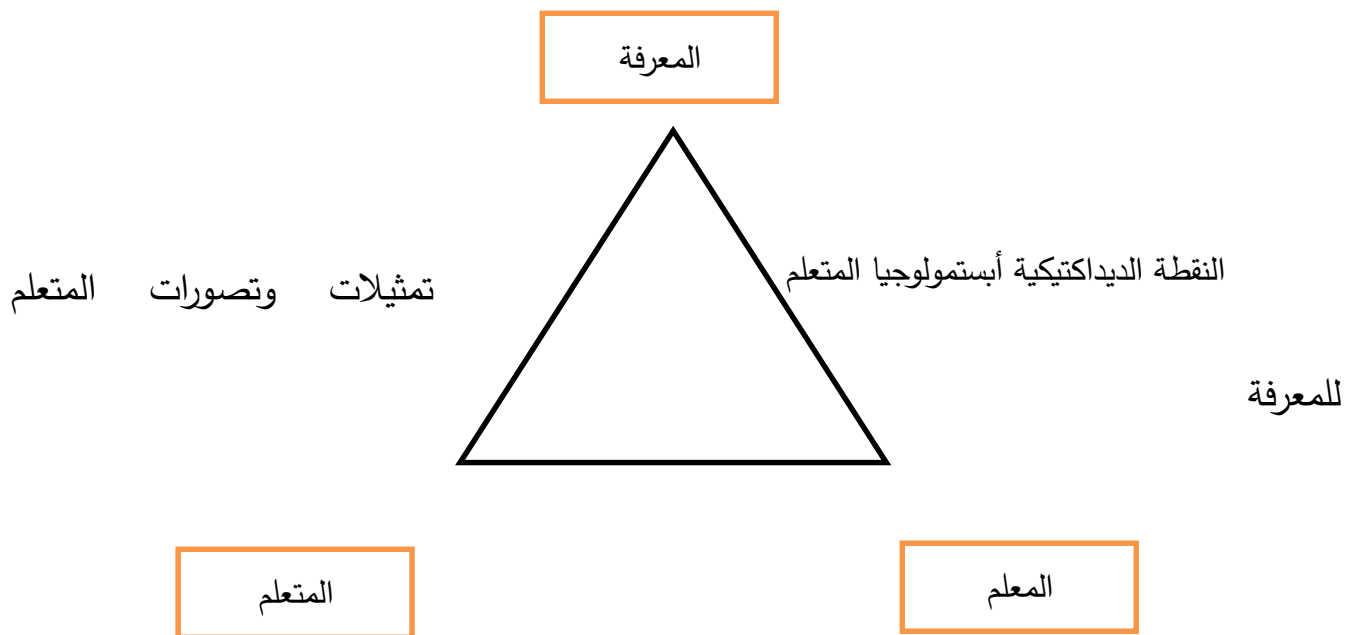 المعرفة
النقطة الديداكتيكية أبستمولوجيا المتعلم
تمثيلات وتصورات المتعلم
للمعرفة
المعلم
المتعلم